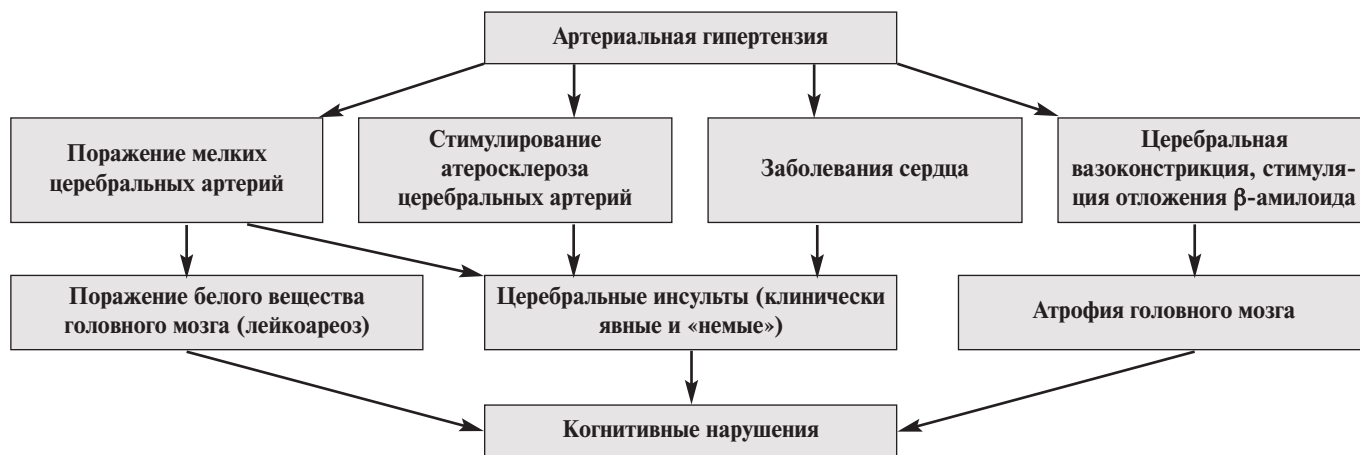 Артериальная гипертензия
Поражение мелких
церебральных артерий
Стимулирование
атеросклероза
церебральных артерий
Заболевания сердца
Церебральная
вазоконстрикция, стимуля-
ция отложения β-амилоида
Поражение белого вещества
головного мозга (лейкоареоз)
Церебральные инсульты (клинически
явные и «немые»)
Атрофия головного мозга
Когнитивные нарушения